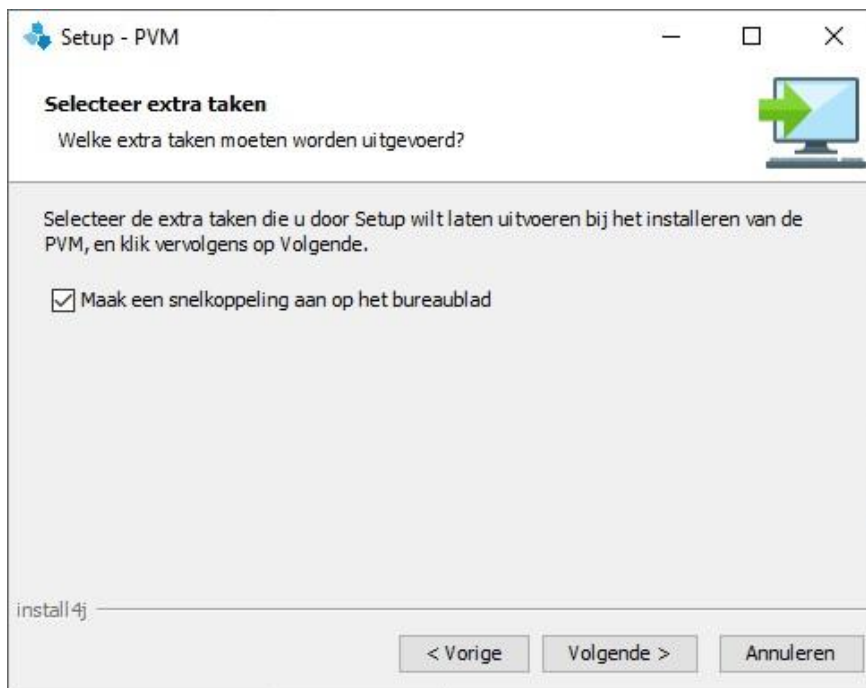 Setup - PVM
Selecteer extra taken
Welke extra taken moeten worden uitgevoerd?
Selecteer de extra taken die u door Setup wilt laten uitvoeren bij het installeren van de
PVM, en klik vervolgens op Volgende.
Maak een snelkoppeling aan op het bureaublad
install4j
< Vorige
Volgende >
Annuleren